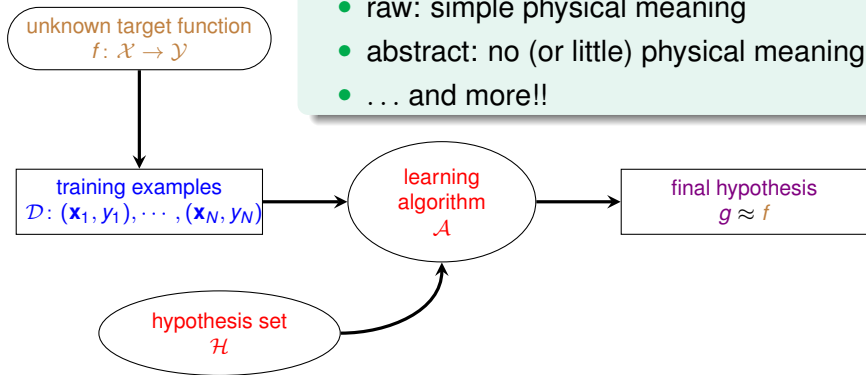 • raw: simple physical meaning
• abstract: no (or little) physical meaning
• . . . and more!!
unknown target function
f : 𝒳 → 𝒴
training examples
𝒟 : (x₁, y₁), ⋯ , (x_N, y_N)
learning
algorithm
𝒜
final hypothesis
g ≈ f
hypothesis set
ℋ